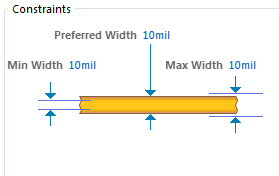 Constraints
Preferred Width 10mil
Min Width 10mil
Max Width 10mil